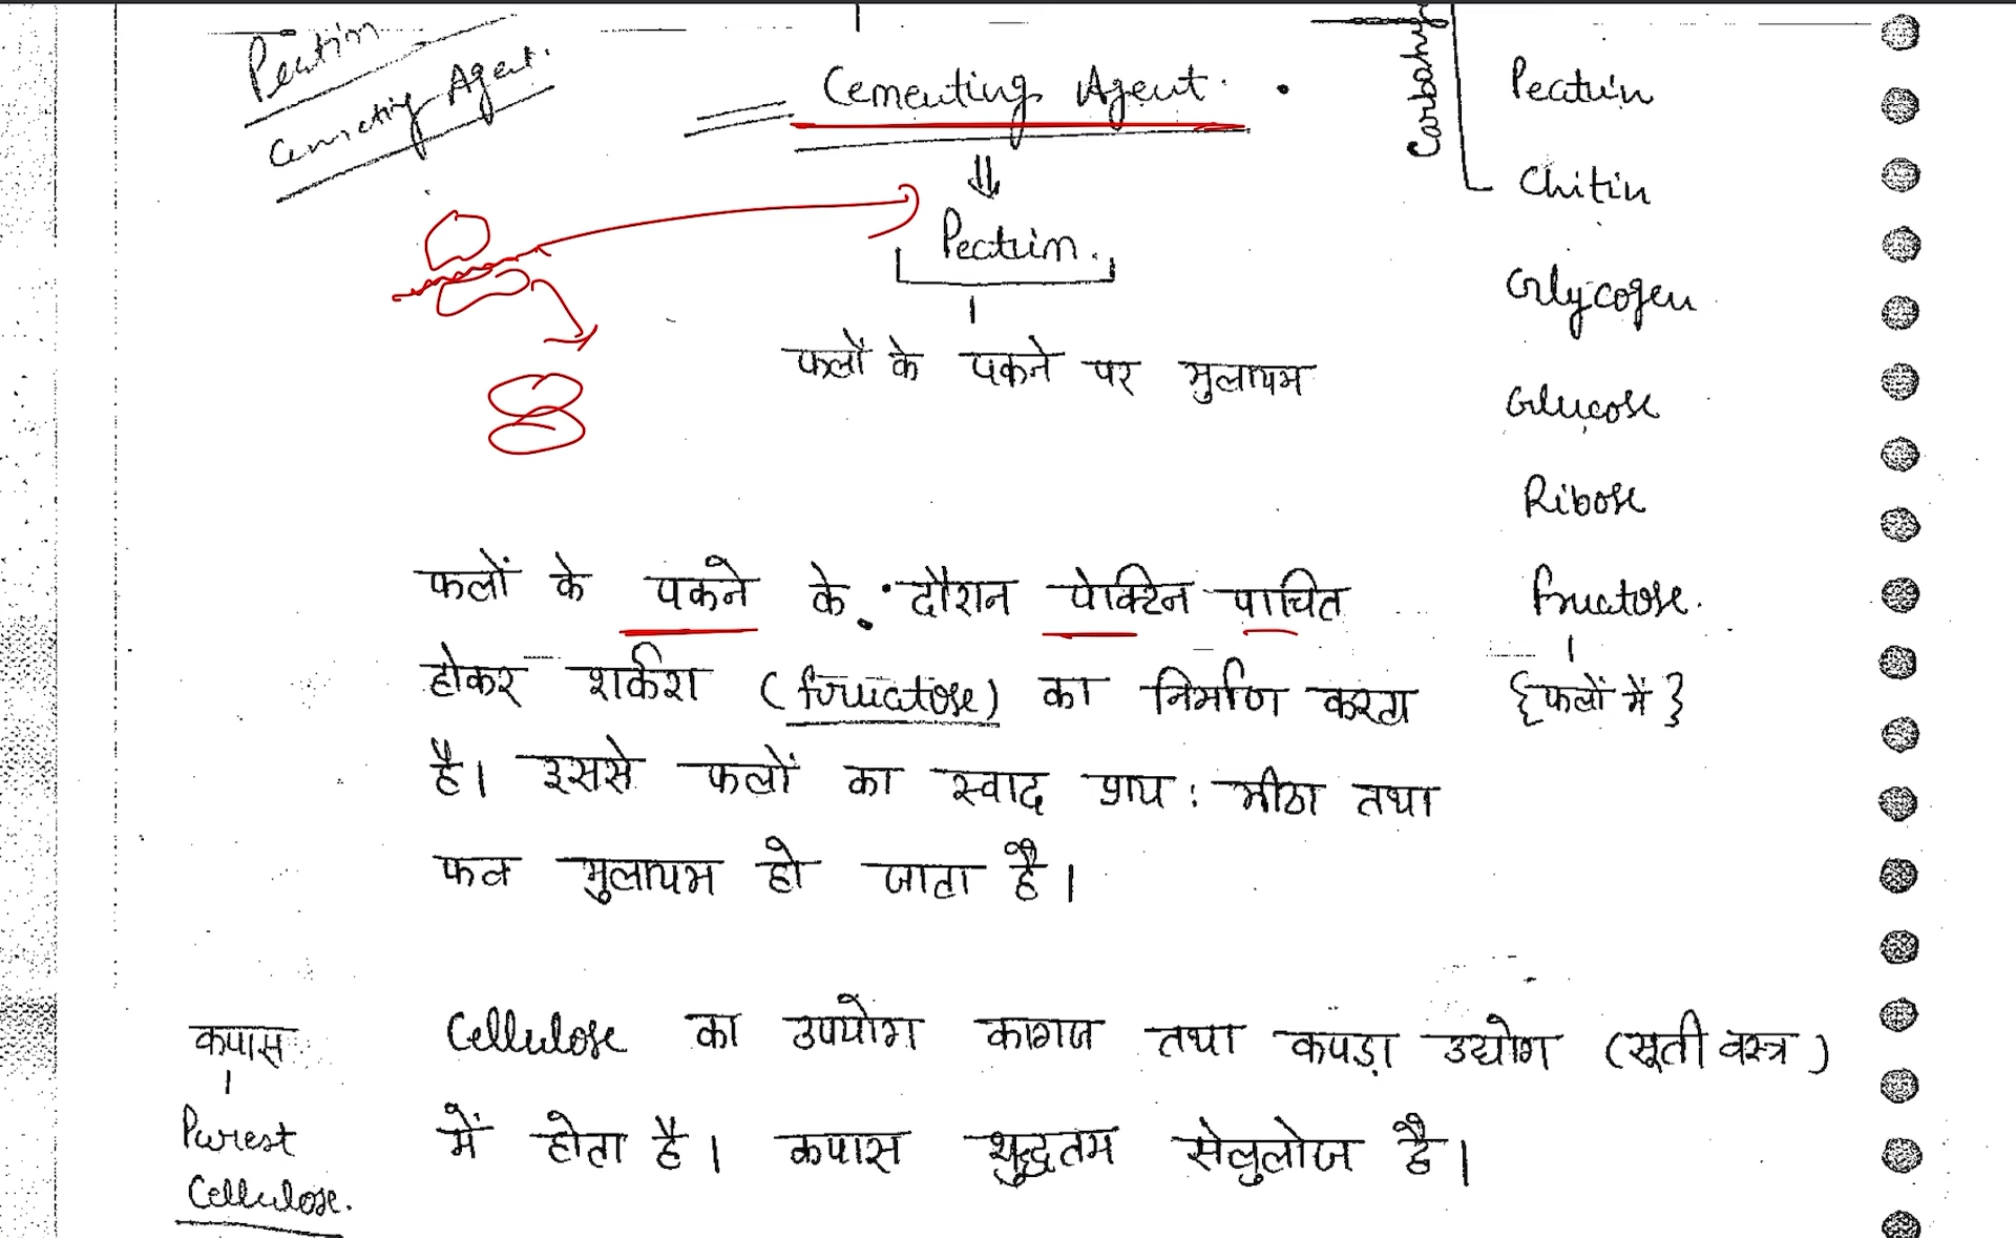 Pectin
Cementing Agent.
Cementing Agent.
Pectin.
फलों के पकने पर मुलायम
Pectin
Chitin
Glycogen
Glucose
Ribose
fructose.
{फलों में}
फलों के पकने के दौरान पेक्टिन पाचित
होकर शर्करा (fructose) का निर्माण करता
है। इससे फलों का स्वाद प्राय: मीठा तथा
फल मुलायम हो जाता है।
कपास
Purest
Cellulose.
Cellulose का उपयोग कागज तथा कपड़ा उद्योग (सूती वस्त्र)
में होता है। कपास शुद्धतम सेलुलोज है।